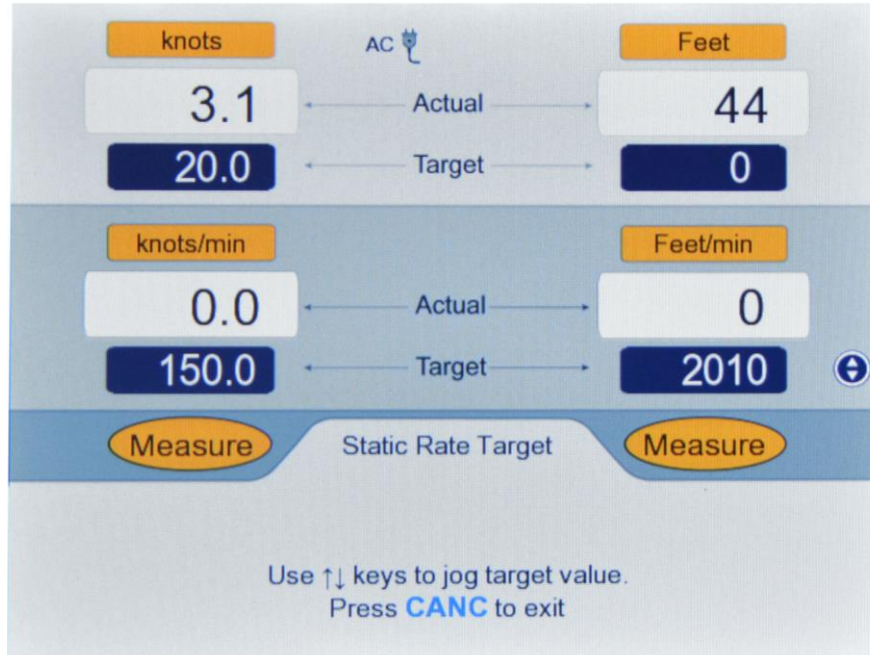 knots AC Feet
3.1 Actual 44
20.0 Target 0
knots/min Feet/min
0.0 Actual 0
150.0 Target 2010
Measure Static Rate Target Measure
Use ↑↓ keys to jog target value.
Press CANC to exit